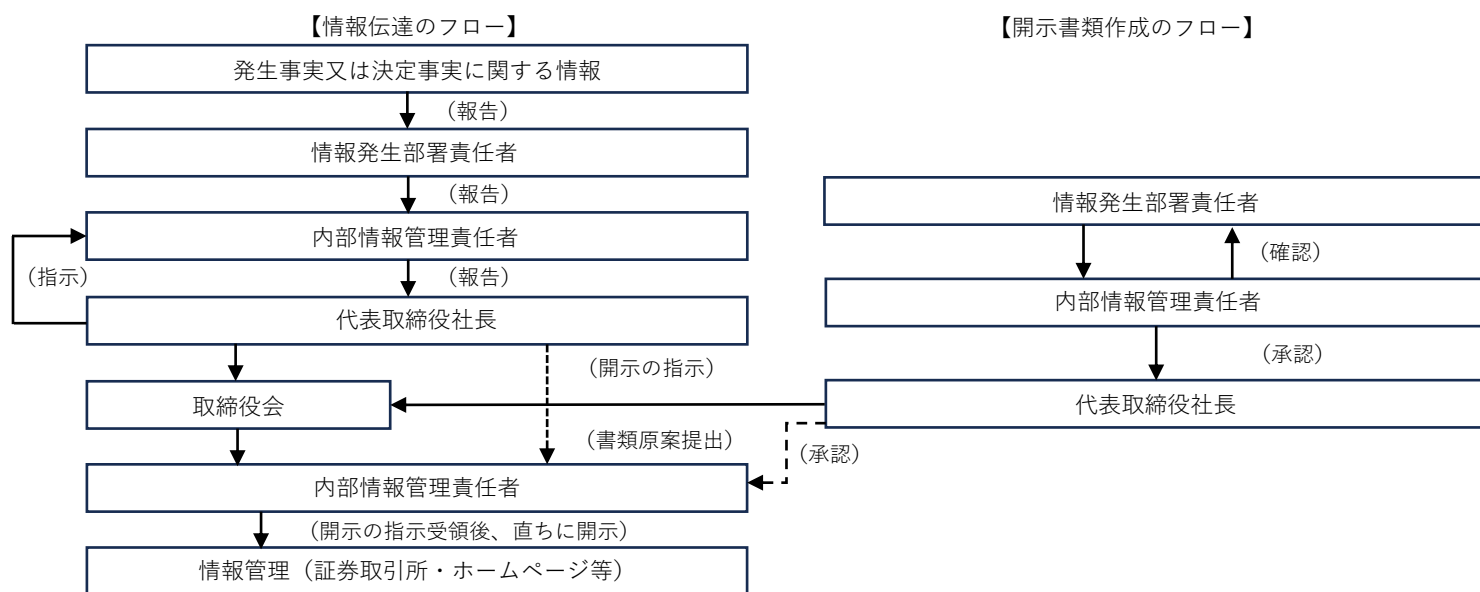 【情報伝達のフロー】
発生事実又は決定事実に関する情報
（報告）
情報発生部署責任者
（報告）
内部情報管理責任者
（指示）
（報告）
代表取締役社長
（開示の指示）
取締役会
（書類原案提出）
内部情報管理責任者
（開示の指示受領後、直ちに開示）
情報管理（証券取引所・ホームページ等）
【開示書類作成のフロー】
情報発生部署責任者
（確認）
内部情報管理責任者
（承認）
代表取締役社長
（承認）